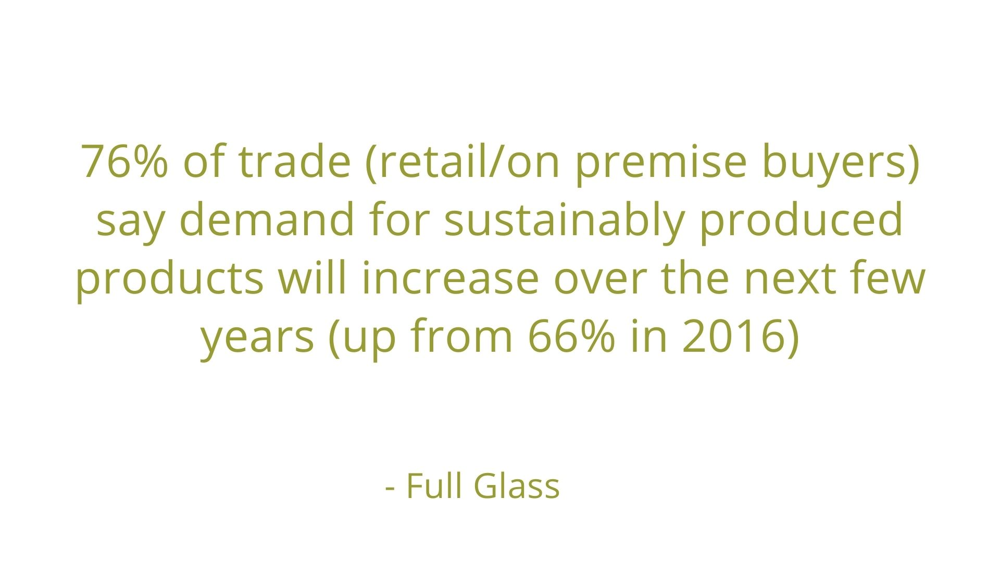 76% of trade (retail/on premise buyers)
say demand for sustainably produced
products will increase over the next few
years (up from 66% in 2016)
- Full Glass